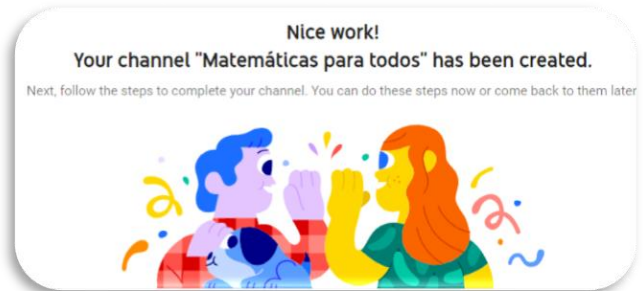 Nice work!
Your channel "Matemáticas para todos" has been created.
Next, follow the steps to complete your channel. You can do these steps now or come back to them later